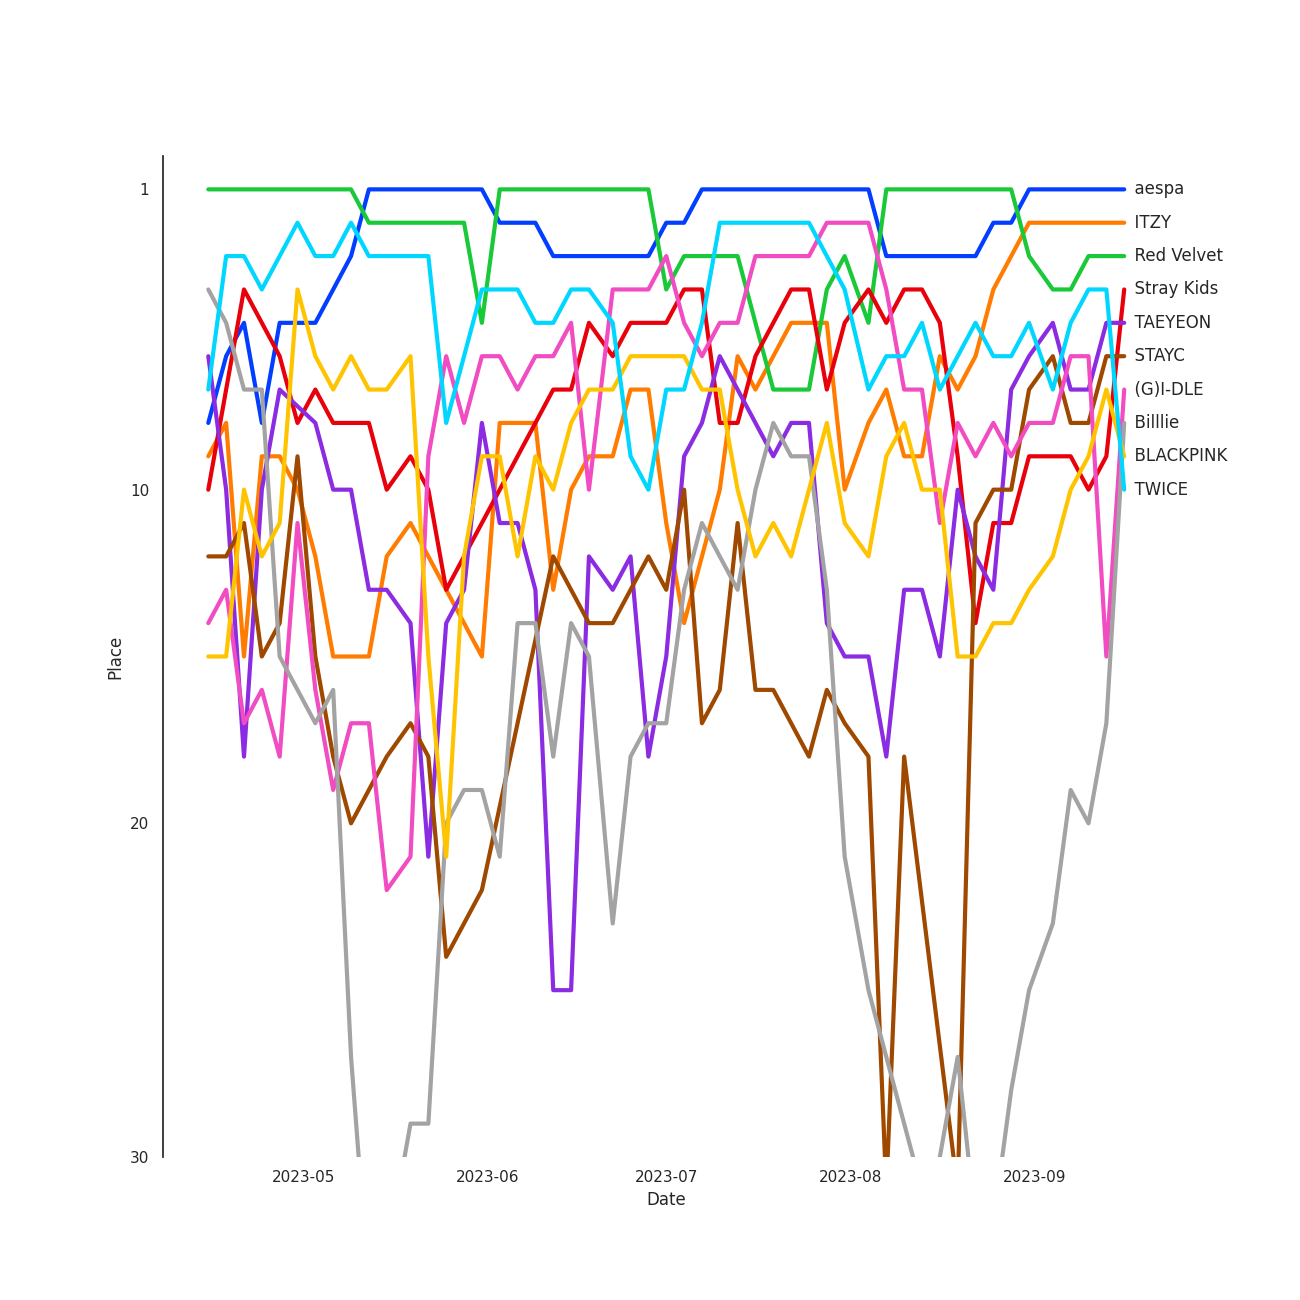 1
10
20
30
Place
2023-05
2023-06
2023-07
2023-08
2023-09
Date
aespa
ITZY
Red Velvet
Stray Kids
TAEYEON
STAYC
(G)I-DLE
Billlie
BLACKPINK
TWICE